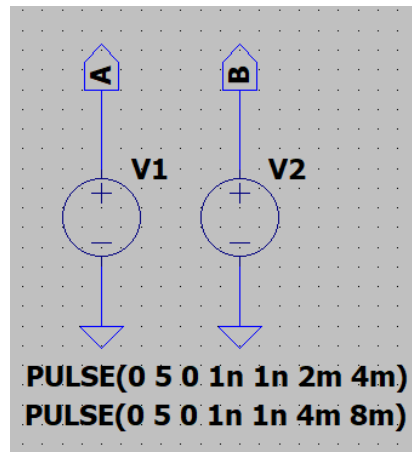 A B
V1 V2
PULSE(0 5 0 1n 1n 2m 4m)
PULSE(0 5 0 1n 1n 4m 8m)